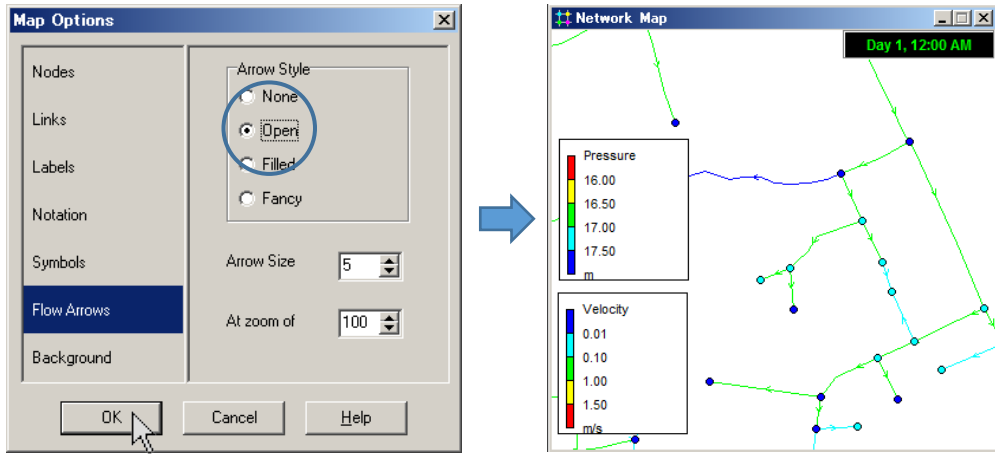 Map Options
Nodes
Links
Labels
Notation
Symbols
Flow Arrows
Background
Arrow Style
None
Open
Filled
Fancy
Arrow Size
5
At zoom of
100
OK
Cancel
Help
Network Map
Day 1, 12:00 AM
Pressure
16.00
16.50
17.00
17.50
m
Velocity
0.01
0.10
1.00
1.50
m/s